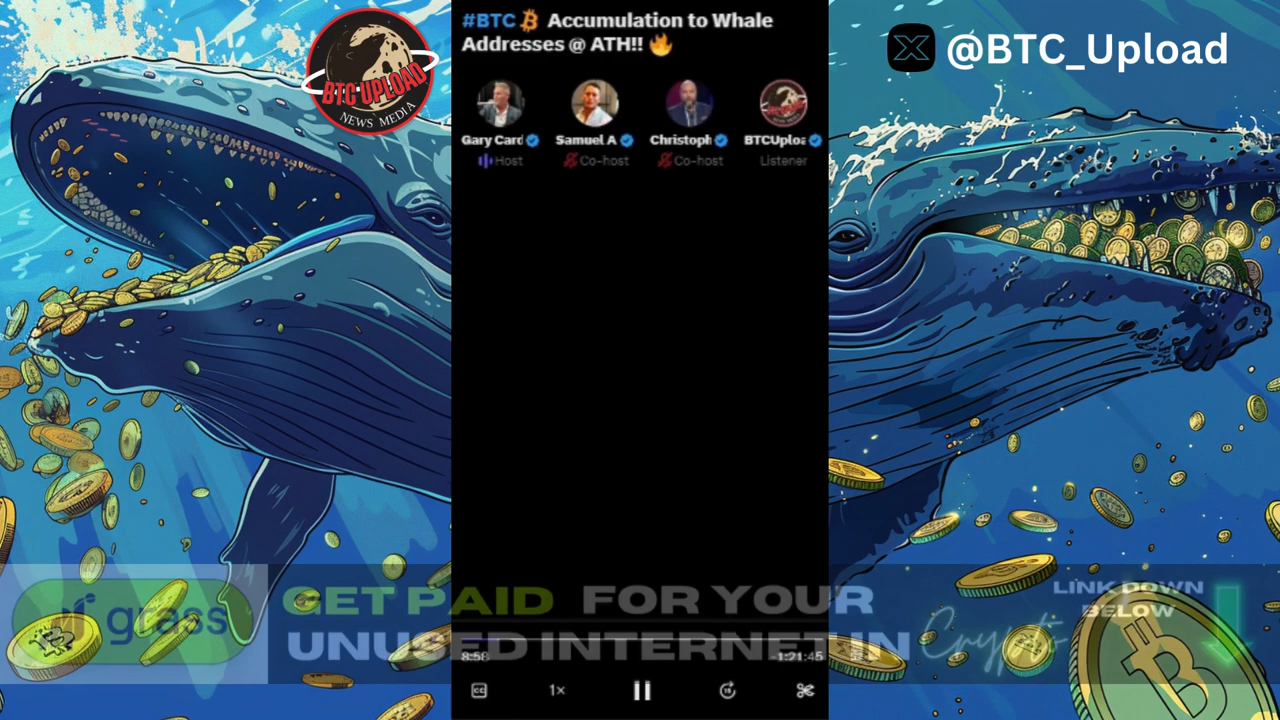 #BTC ₿ Accumulation to Whale
Addresses @ ATH!! 🔥
BTC UPLOAD
NEWS MEDIA
@BTC_Upload
Gary Card
Samuel A
Christoph
BTCUploa
Host
Co-host
Co-host
Listener
grass
GET PAID FOR YOUR
UNUSED INTERNET IN Crypto
LINK DOWN
BELOW
8:58
-1:21:45
CC
1×
15